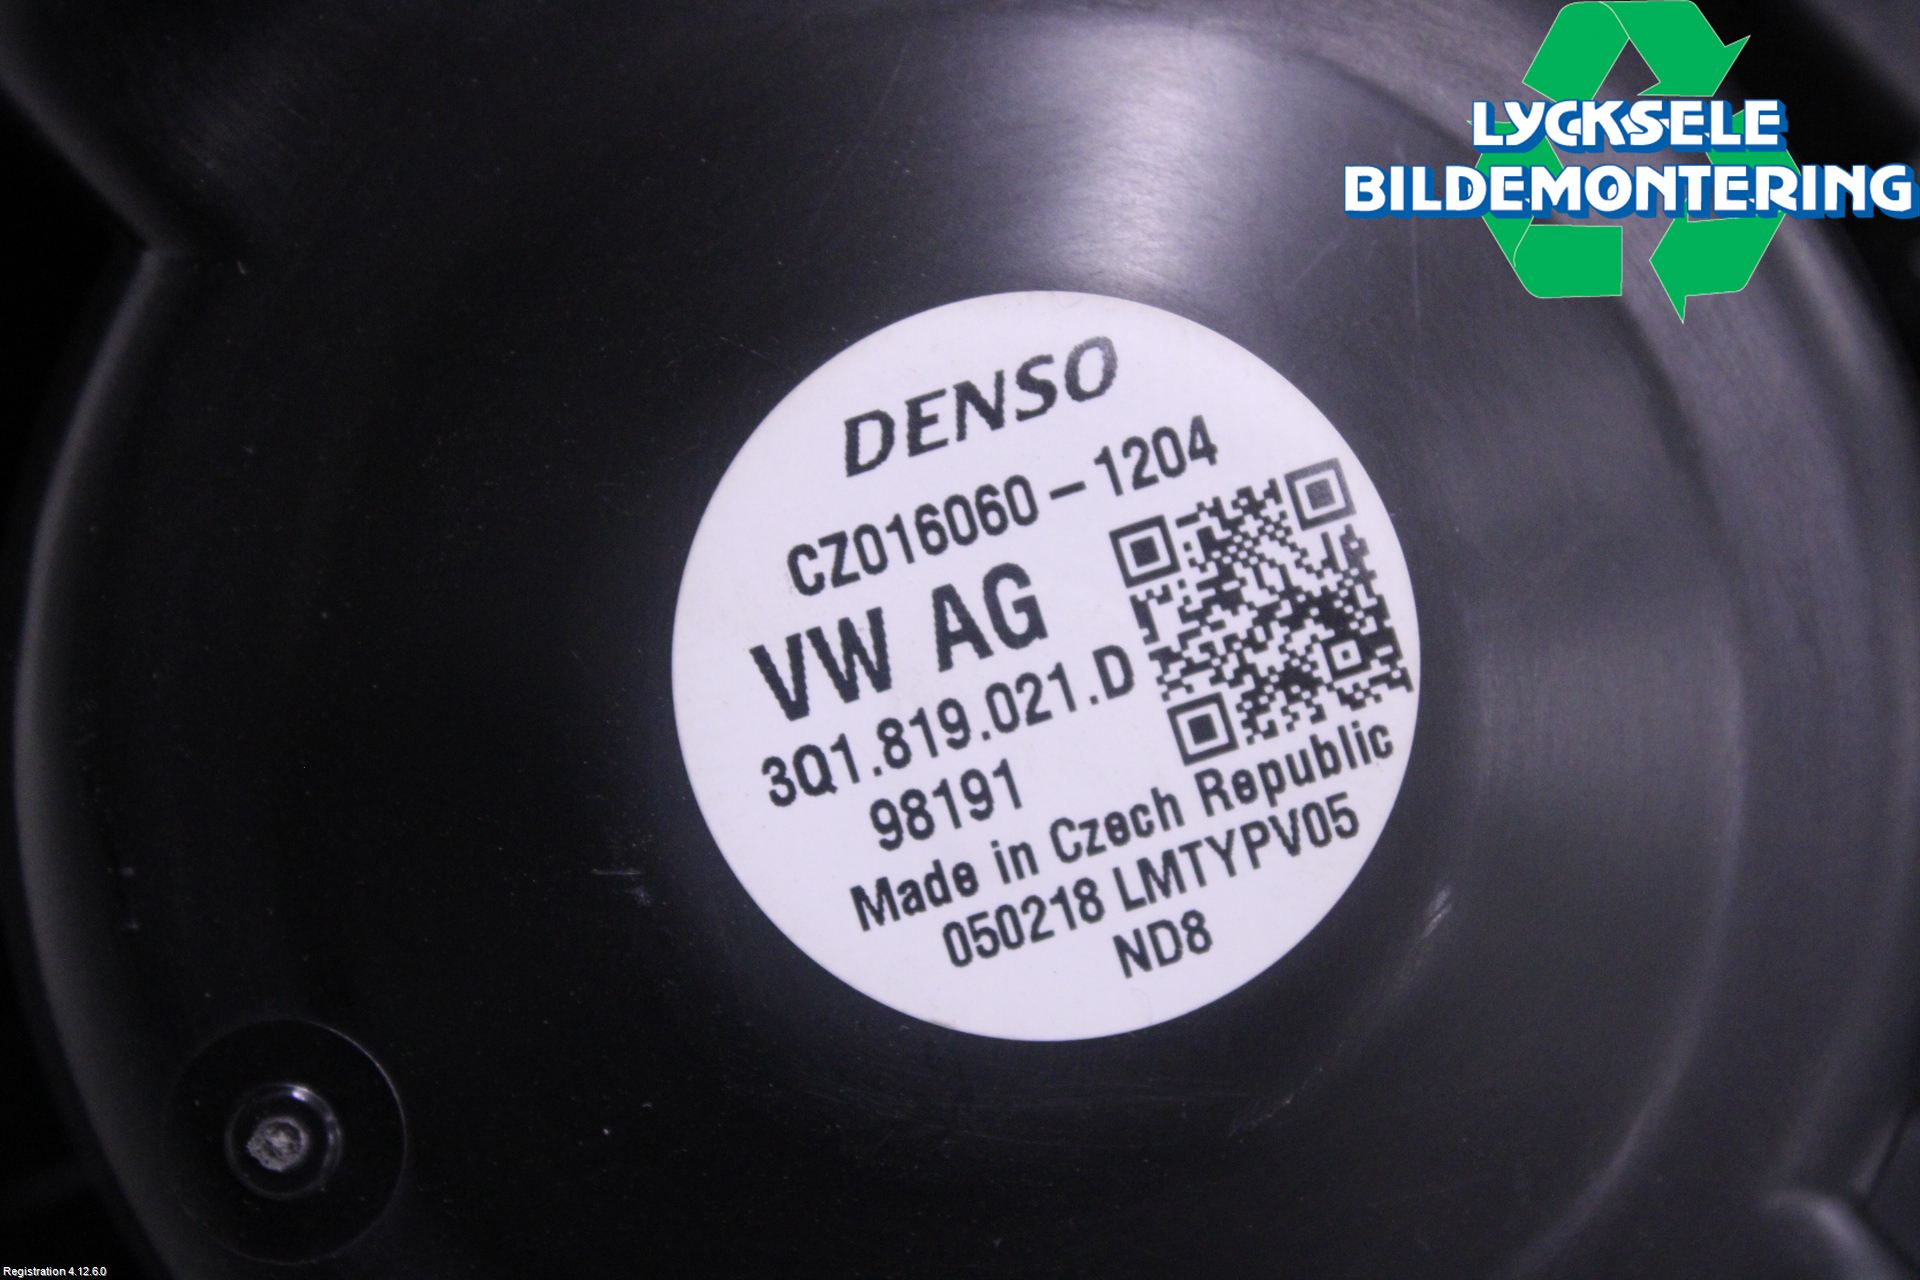 LYCKSELE
BILDEMONTERING
DENSO
CZ016060-1204
VW AG
3Q1.819.021.D
98191
Made in Czech Republic
050218 LMTYPV05
ND8
Registration 4.12.6.0